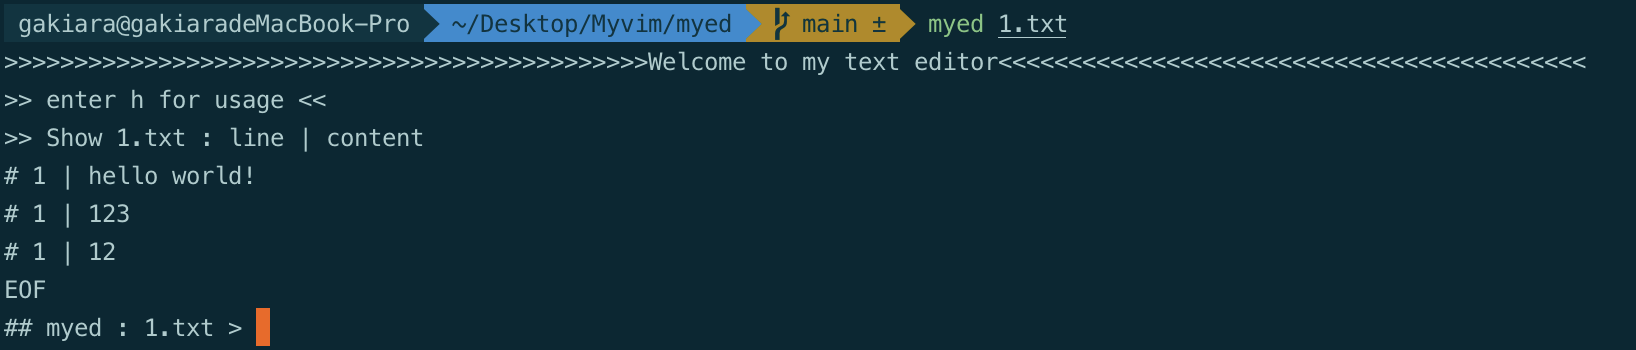 gakiara@gakiaradeMacBook-Pro ~/Desktop/Myvim/myed main ± myed 1.txt
>>>>>>>>>>>>>>>>>>>>>>>>>>>>>>>>>>>>>>>>>>>>>>Welcome to my text editor<<<<<<<<<<<<<<<<<<<<<<<<<<<<<<<<<<<<<<<<<<
>> enter h for usage <<
>> Show 1.txt : line | content
# 1 | hello world!
# 1 | 123
# 1 | 12
EOF
## myed : 1.txt >